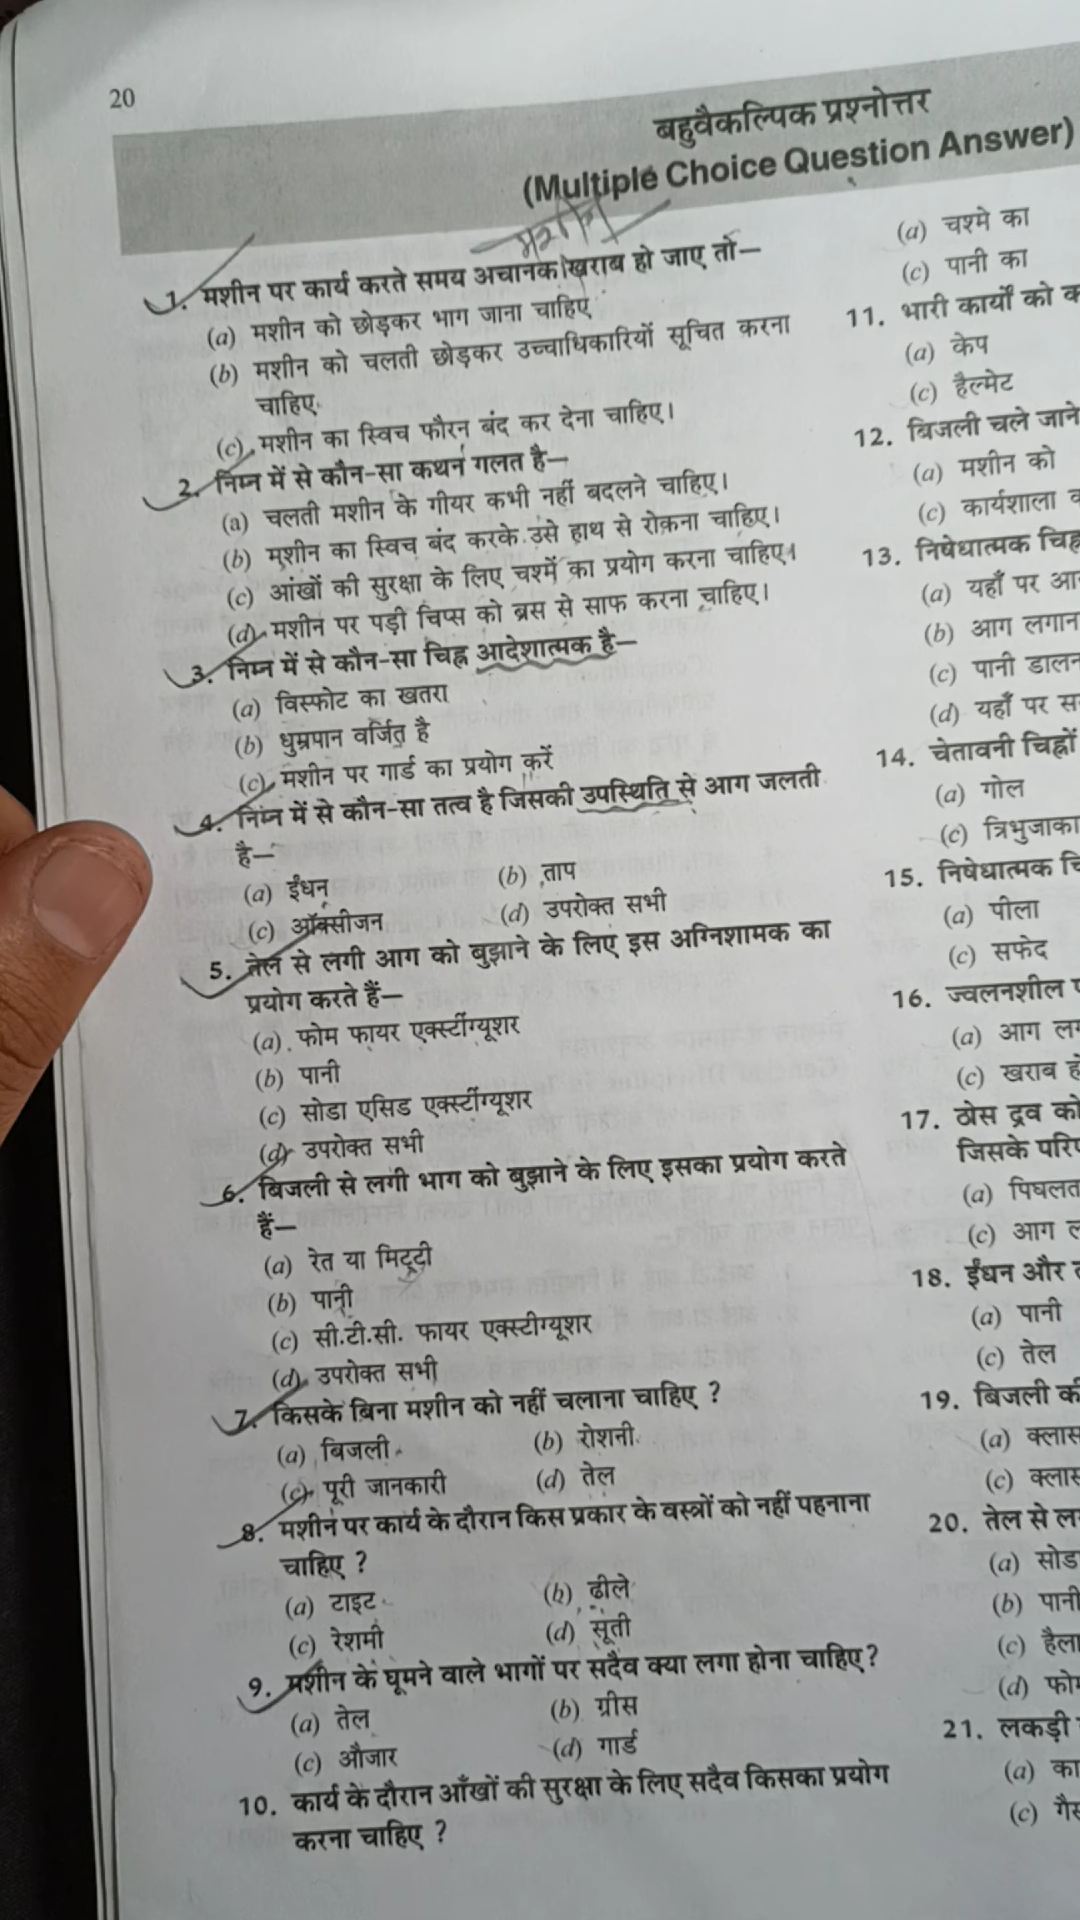 20
बहुवैकल्पिक प्रश्नोत्तर
(Multiple Choice Question Answer)
1. मशीन पर कार्य करते समय अचानक खराब हो जाए तो—
(a) मशीन को छोड़कर भाग जाना चाहिए
(b) मशीन को चलती छोड़कर उच्चाधिकारियों सूचित करना
चाहिए
(c) मशीन का स्विच फौरन बंद कर देना चाहिए।
2. निम्न में से कौन-सा कथन गलत है—
(a) चलती मशीन के गीयर कभी नहीं बदलने चाहिए।
(b) मशीन का स्विच बंद करके उसे हाथ से रोकना चाहिए।
(c) आंखों की सुरक्षा के लिए चश्में का प्रयोग करना चाहिए।
(d) मशीन पर पड़ी चिप्स को ब्रस से साफ करना चाहिए।
3. निम्न में से कौन-सा चिह्न आदेशात्मक है—
(a) विस्फोट का खतरा
(b) धुम्रपान वर्जित है
(c) मशीन पर गार्ड का प्रयोग करें
4. निम्न में से कौन-सा तत्व है जिसकी उपस्थिति से आग जलती
है—
(a) ईंधन (b) ताप
(c) ऑक्सीजन (d) उपरोक्त सभी
5. तेल से लगी आग को बुझाने के लिए इस अग्निशामक का
प्रयोग करते हैं—
(a) फोम फायर एक्स्टींग्यूशर
(b) पानी
(c) सोडा एसिड एक्स्टींग्यूशर
(d) उपरोक्त सभी
6. बिजली से लगी भाग को बुझाने के लिए इसका प्रयोग करते
हैं—
(a) रेत या मिट्टी
(b) पानी
(c) सी.टी.सी. फायर एक्स्टीग्यूशर
(d) उपरोक्त सभी
7. किसके बिना मशीन को नहीं चलाना चाहिए ?
(a) बिजली (b) रोशनी
(c) पूरी जानकारी (d) तेल
8. मशीन पर कार्य के दौरान किस प्रकार के वस्त्रों को नहीं पहनाना
चाहिए ?
(a) टाइट (b) ढीले
(c) रेशमी (d) सूती
9. मशीन के घूमने वाले भागों पर सदैव क्या लगा होना चाहिए ?
(a) तेल (b) ग्रीस
(c) औजार (d) गार्ड
10. कार्य के दौरान आँखों की सुरक्षा के लिए सदैव किसका प्रयोग
करना चाहिए ?
(a) चश्मे का
(c) पानी का
11. भारी कार्यों को
(a) केप
(c) हैल्मेट
12. बिजली चले जाने
(a) मशीन को
(c) कार्यशाला
13. निषेधात्मक चिह्न
(a) यहाँ पर
(b) आग लगान
(c) पानी डालन
(d) यहाँ पर
14. चेतावनी चिह्नों
(a) गोल
(c) त्रिभुजाका
15. निषेधात्मक
(a) पीला
(c) सफेद
16. ज्वलनशील
(a) आग
(c) खराब
17. ठोस द्रव को
जिसके
(a) पिघलत
(c) आग
18. ईंधन और
(a) पानी
(c) तेल
19. बिजली की
(a) क्लास
(c) क्लास
20. तेल से
(a) सोड
(b) पानी
(c) हैला
(d)
21. लकड़ी
(a) का
(c)